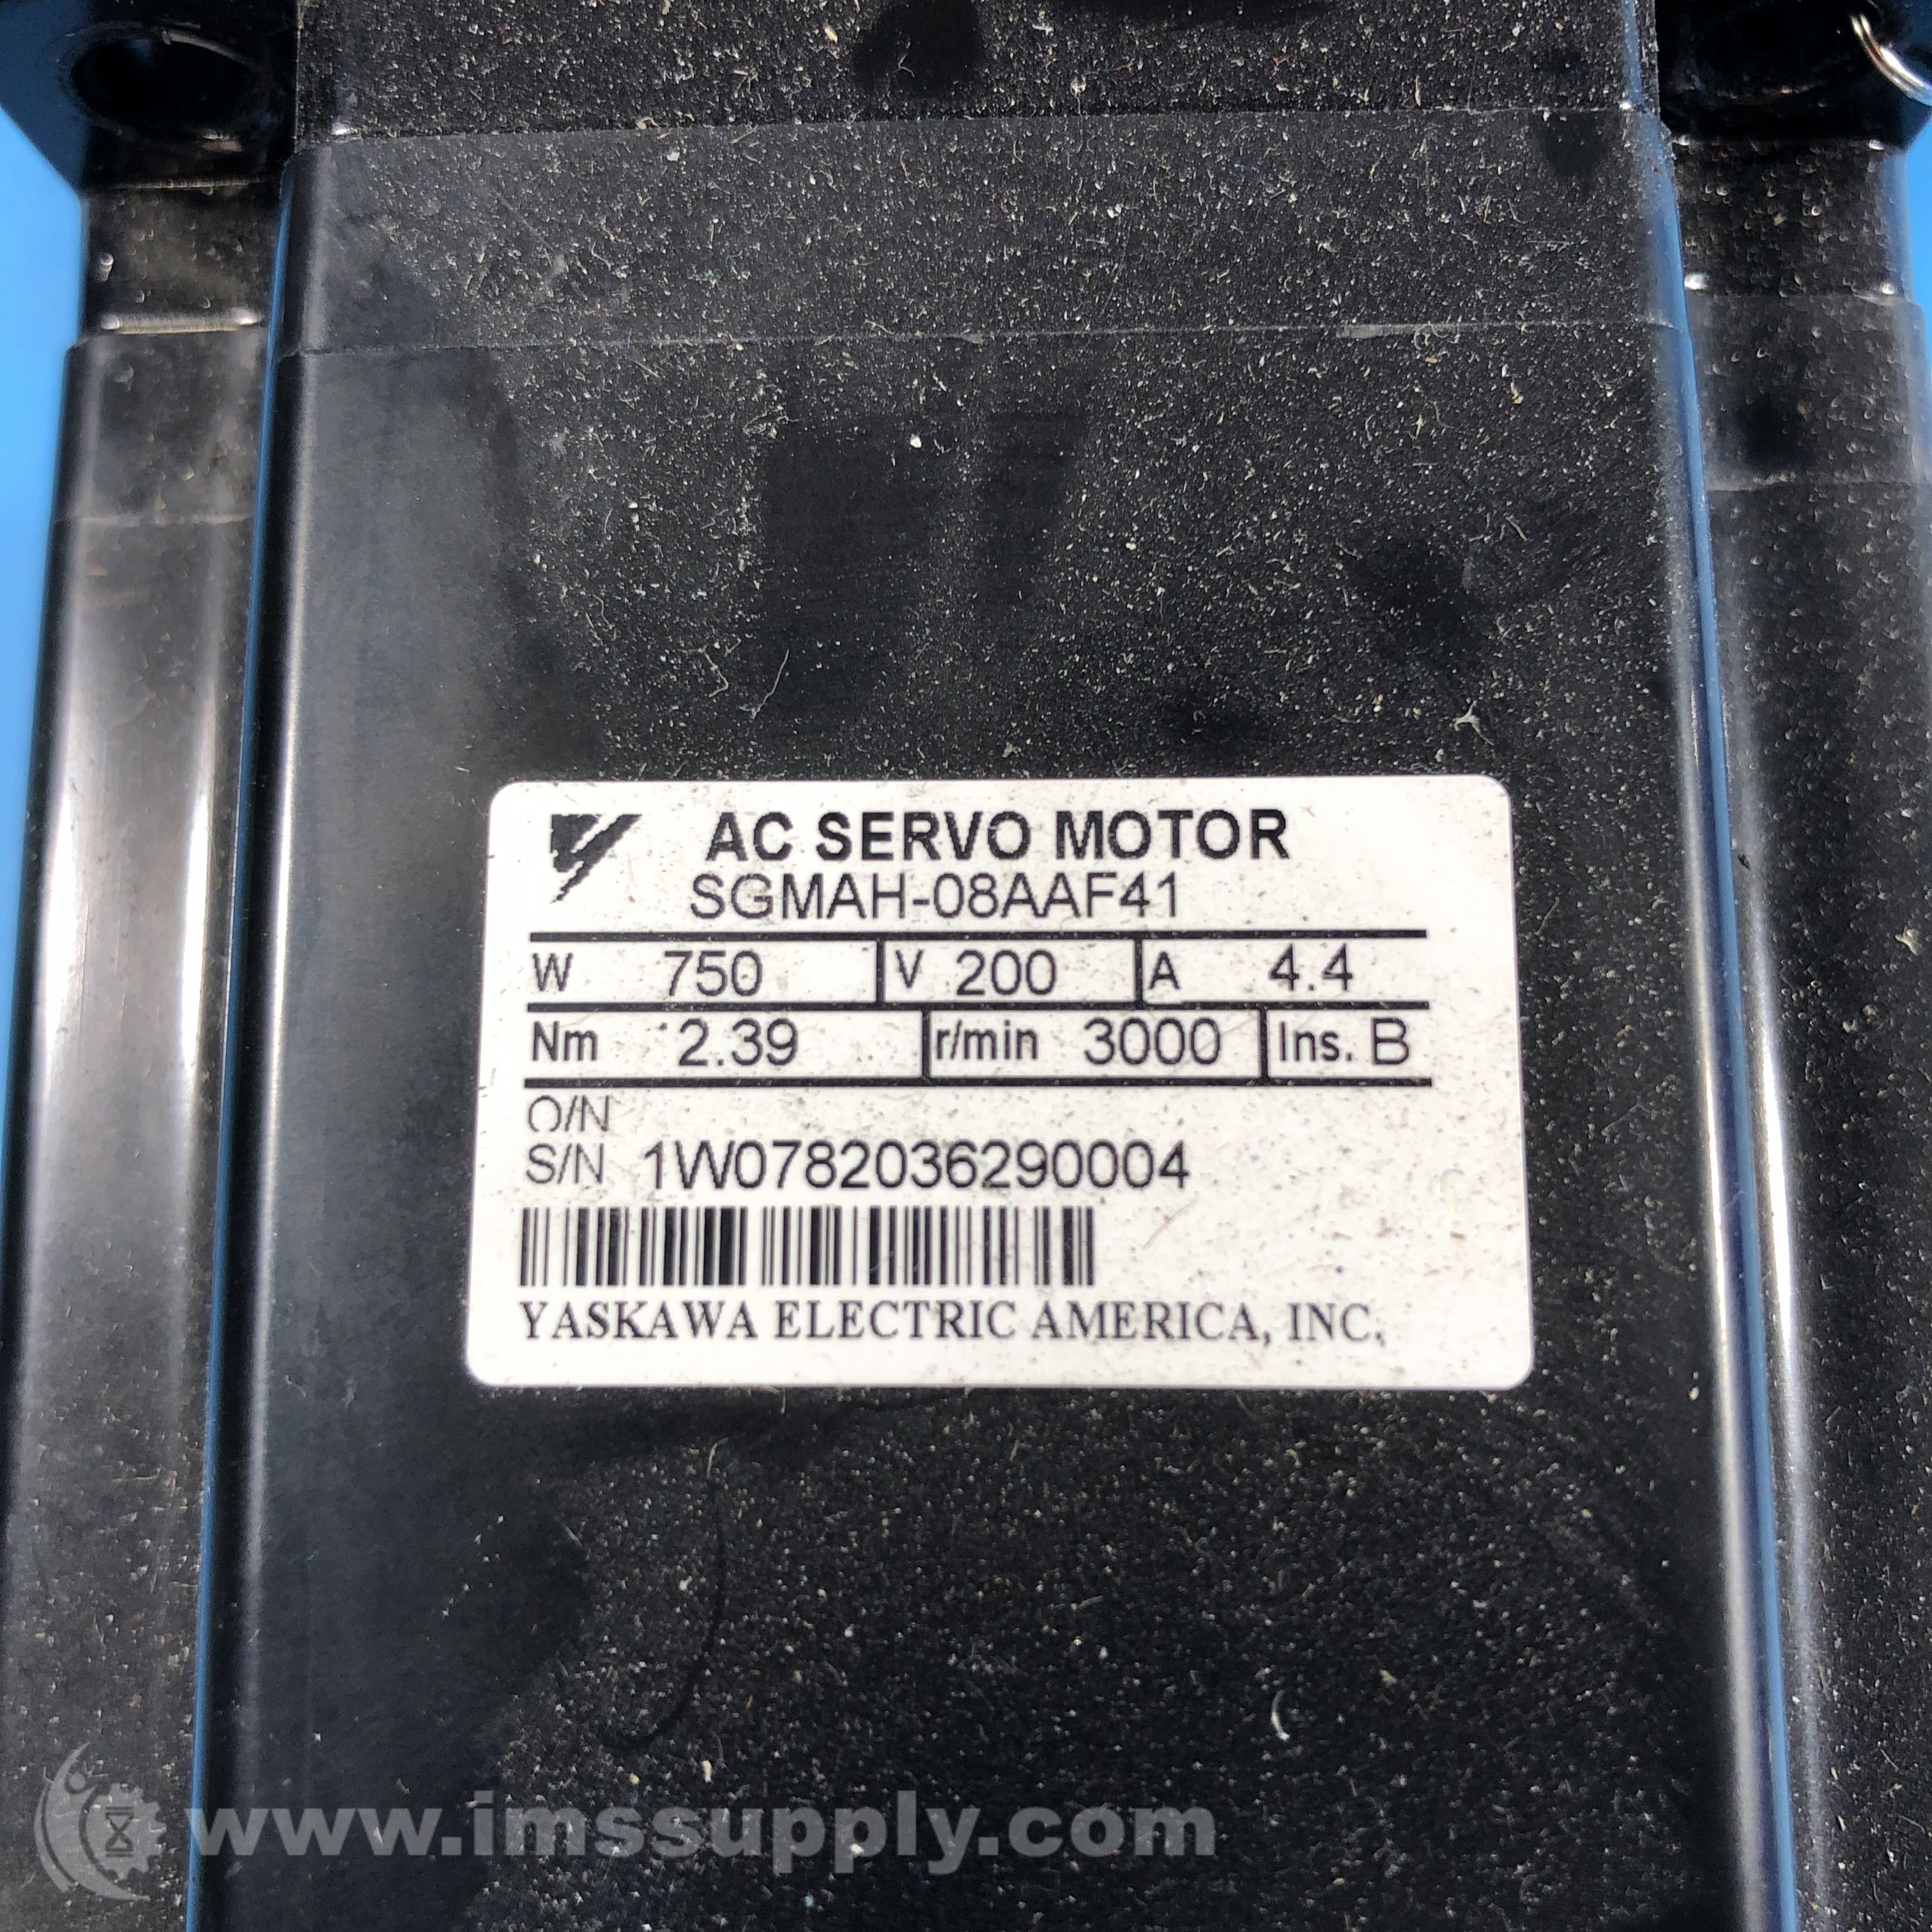 AC SERVO MOTOR
SGMAH-08AAF41
W 750 V 200 A 4.4
Nm 2.39 r/min 3000 Ins. B
O/N
S/N 1W0782036290004
YASKAWA ELECTRIC AMERICA, INC.
www.imssupply.com